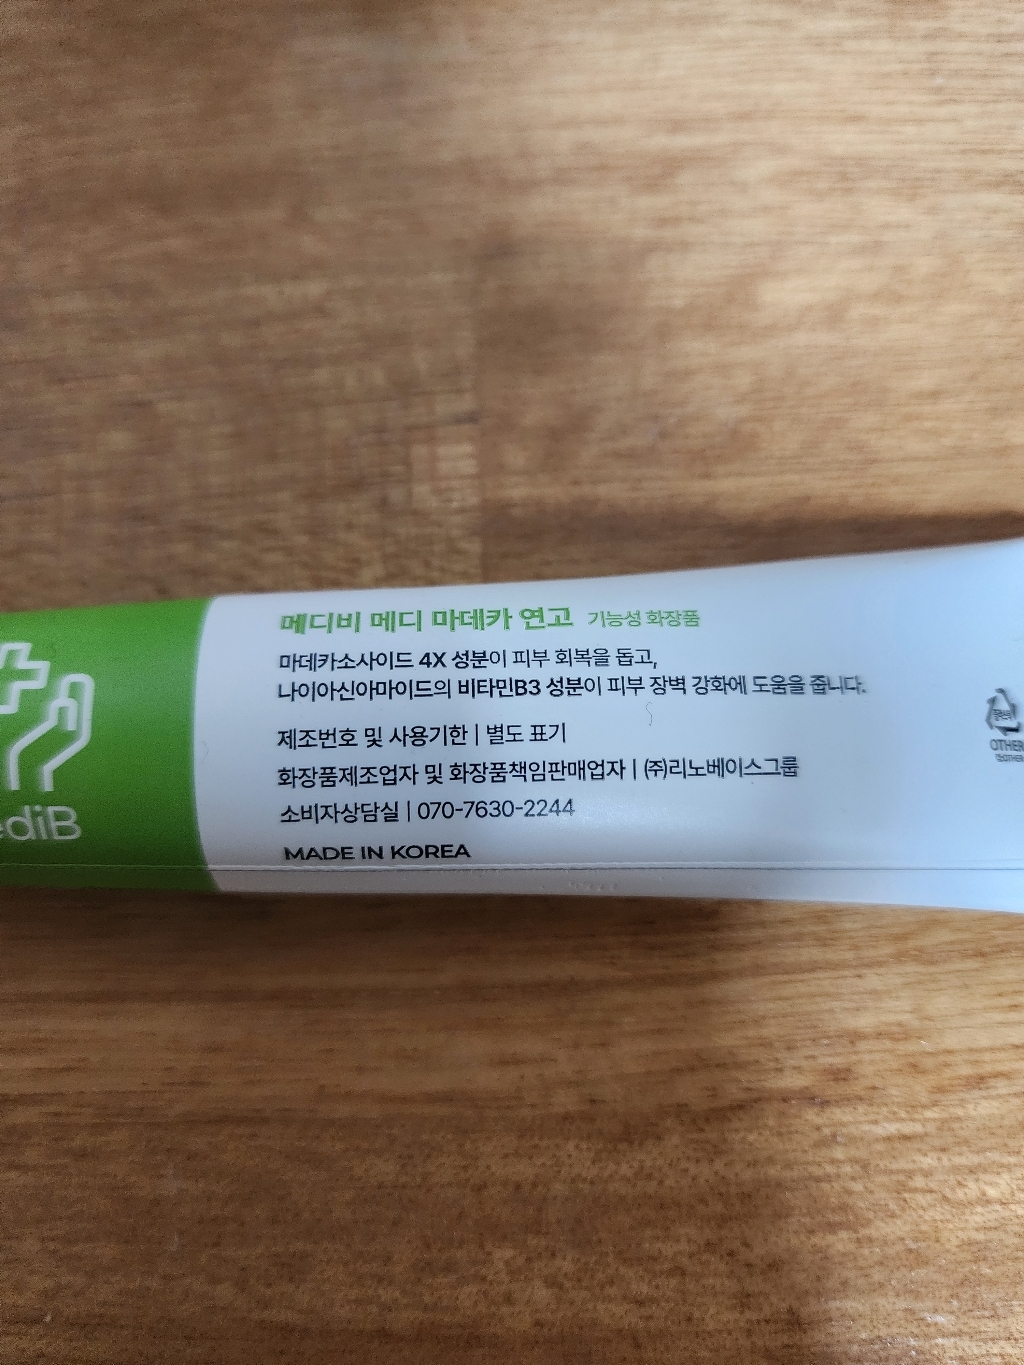 메디비 메디 마데카 연고 기능성 화장품
마데카소사이드 4X 성분이 피부 회복을 돕고,
나이아신아마이드의 비타민B3 성분이 피부 장벽 강화에 도움을 줍니다.
제조번호 및 사용기한 | 별도 표기
화장품제조업자 및 화장품책임판매업자 | (주)리노베이스그룹
소비자상담실 | 070-7630-2244
MADE IN KOREA
ediB
OTHER